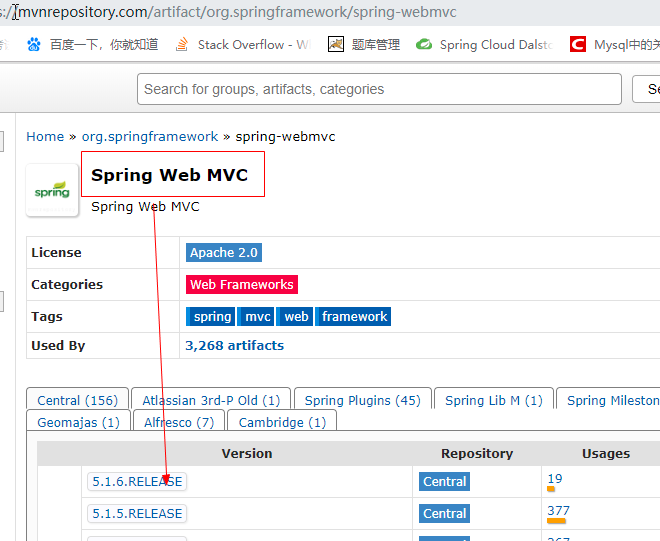 s://mvnrepository.com/artifact/org.springframework/spring-webmvc
百度一下，你就知道 Stack Overflow - W 题库管理 Spring Cloud Dalst Mysql中的
Search for groups, artifacts, categories Se
Home » org.springframework » spring-webmvc
spring
Spring Web MVC
Spring Web MVC
License Apache 2.0
Categories Web Frameworks
Tags spring mvc web framework
Used By 3,268 artifacts
Central (156) Atlassian 3rd-P Old (1) Spring Plugins (45) Spring Lib M (1) Spring Mileston
Geomajas (1) Alfresco (7) Cambridge (1)
Version Repository Usages
5.1.6.RELEASE Central 19
5.1.5.RELEASE Central 377